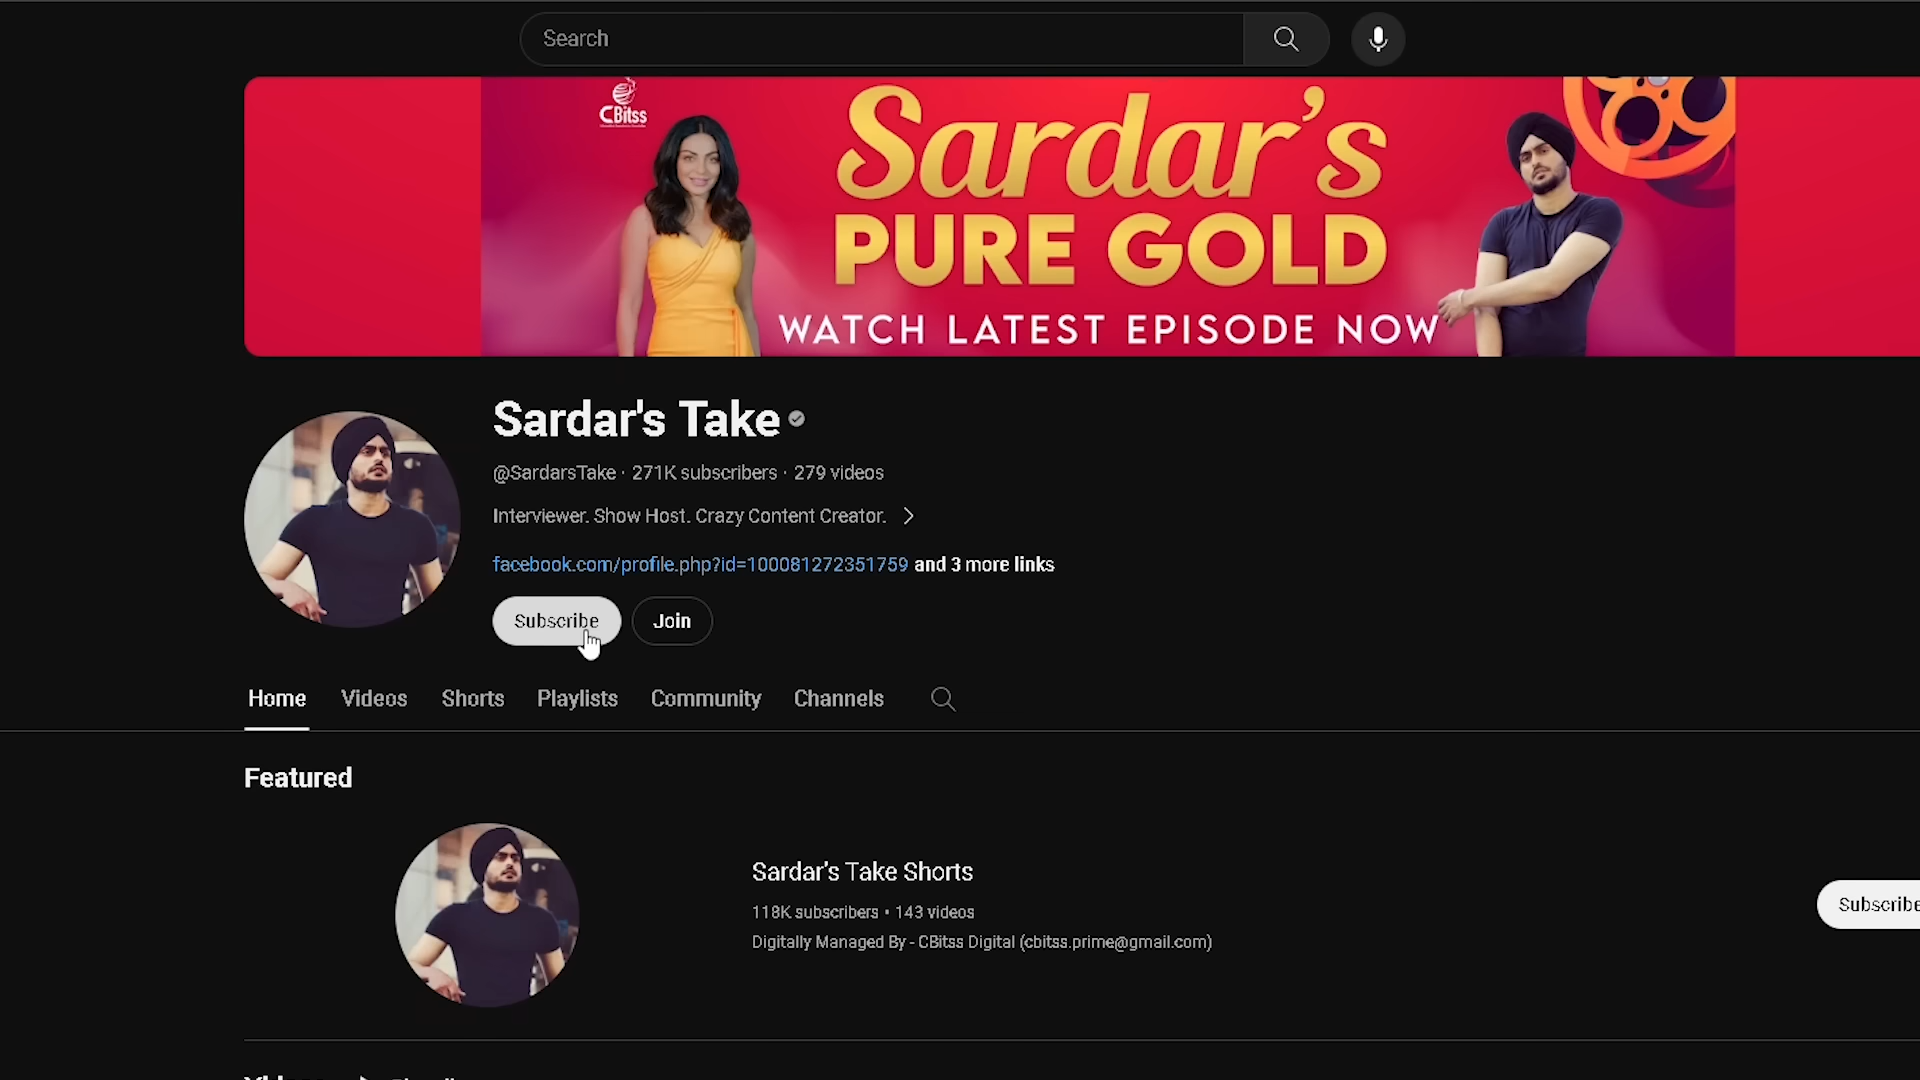 Search
CBitss
Sardar's
PURE GOLD
WATCH LATEST EPISODE NOW
Sardar's Take
@SardarsTake · 271K subscribers · 279 videos
Interviewer. Show Host. Crazy Content Creator.
facebook.com/profile.php?id=100081272351759 and 3 more links
Subscribe Join
Home Videos Shorts Playlists Community Channels
Featured
Sardar's Take Shorts
118K subscribers • 143 videos
Subscribe
Digitally Managed By - CBitss Digital (cbitss.prime@gmail.com)